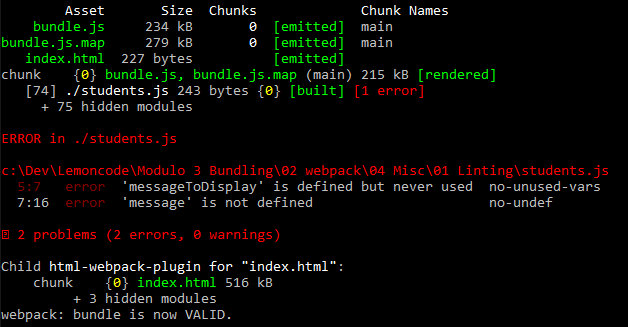 Asset Size Chunks Chunk Names
bundle.js 234 kB 0 [emitted] main
bundle.js.map 279 kB 0 [emitted] main
index.html 227 bytes [emitted]
chunk {0} bundle.js, bundle.js.map (main) 215 kB [rendered]
[74] ./students.js 243 bytes {0} [built] [1 error]
+ 75 hidden modules
ERROR in ./students.js
c:\Dev\Lemoncode\Modulo 3 Bundling\02 webpack\04 Misc\01 Linting\students.js
5:7 error 'messageToDisplay' is defined but never used no-unused-vars
7:16 error 'message' is not defined no-undef
2 problems (2 errors, 0 warnings)
Child html-webpack-plugin for "index.html":
chunk {0} index.html 516 kB
+ 3 hidden modules
webpack: bundle is now VALID.